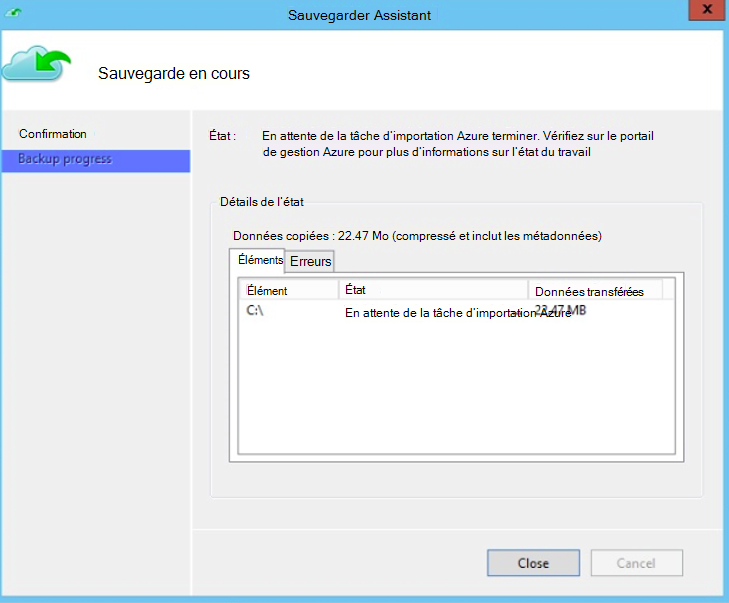 Sauvegarder Assistant
Sauvegarde en cours
Confirmation
Backup progress
État : En attente de la tâche d'importation Azure terminer. Vérifiez sur le portail
de gestion Azure pour plus d'informations sur l'état du travail
Détails de l'état
Données copiées : 22.47 Mo (compressé et inclut les métadonnées)
Éléments Erreurs
Élément État Données transférées
C:\ En attente de la tâche d'importation Azure MB
Close Cancel